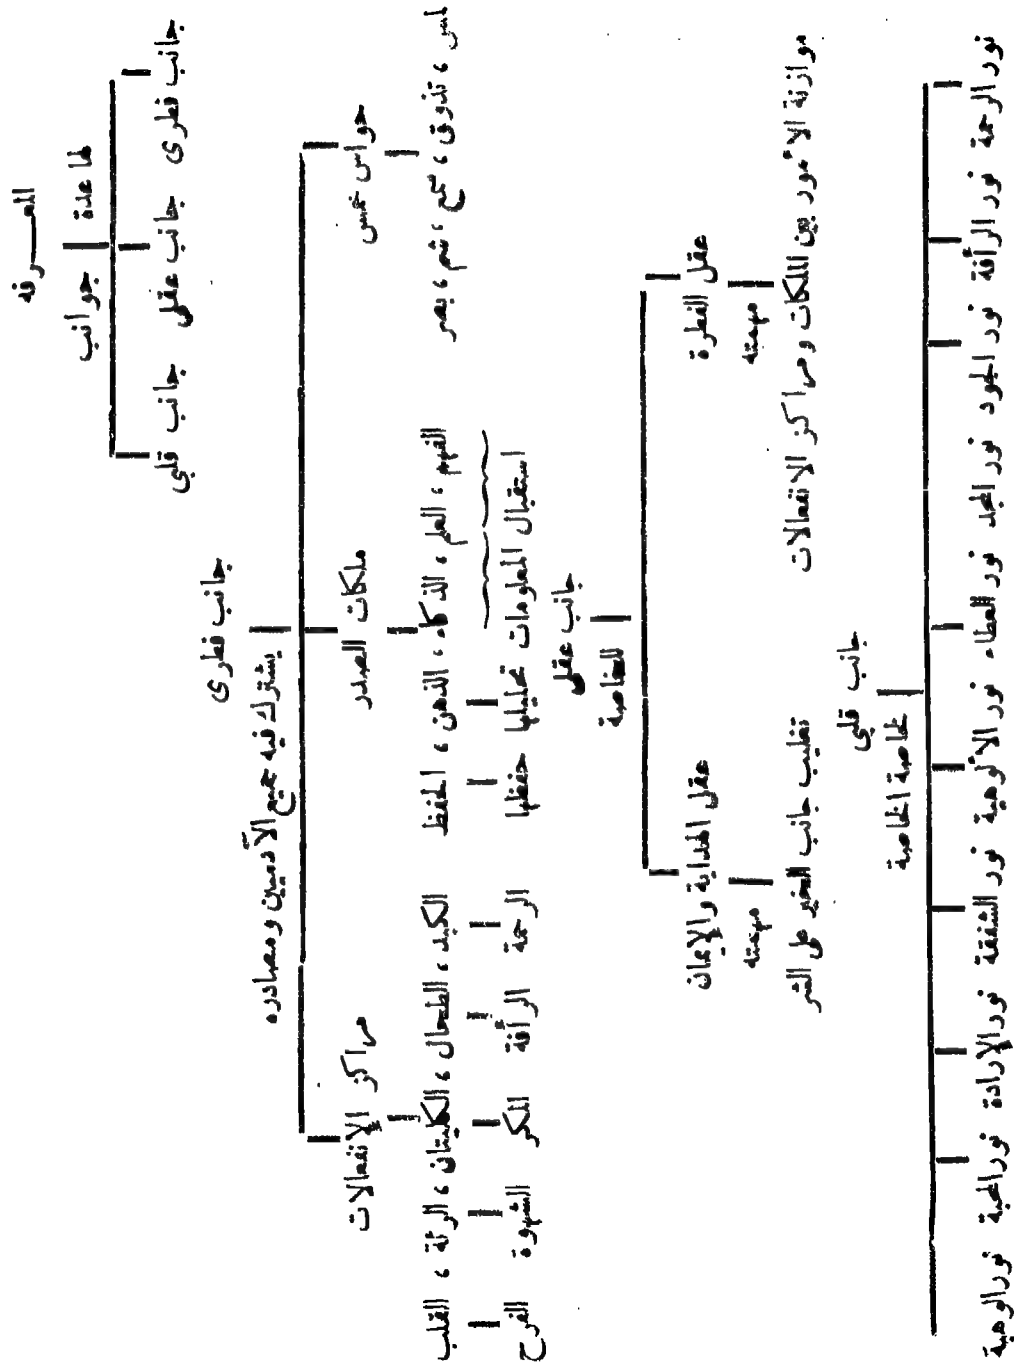 المعرفه
لها عدة جوانب
جانب فطرى جانب عقلى جانب قلبى
جانب فطرى
يشترك فيه جميع الآدميين ومصادره
حواس خمس ملكات الصدر مراكز الإنفعالات
لمس ، تذوق ، سمع ، شم ، بصر الفهم ، العلم ، الذكاء ، الذهن ، الحفظ الكبد ، الطحال ، الكليتان ، الرئة ، القلب
استقبال المعلومات تحليلها حفظها الرحمة الرأفة المكر الشهوة الفرح
جانب عقلى
للخاصة
عقل الفطرة عقل الهداية والإيمان
مهمته مهمته
موازنة الأمور بين الملكات ومراكز الانفعالات تغليب جانب الخير على الشر
جانب قلبى
لخاصة الخاصة
نور الرحمة نور الرأفة نور الجود نور المجد نور العطاء نور الألوهية نور الشفقة نور الإرادة نور المحبة نور الوهبية